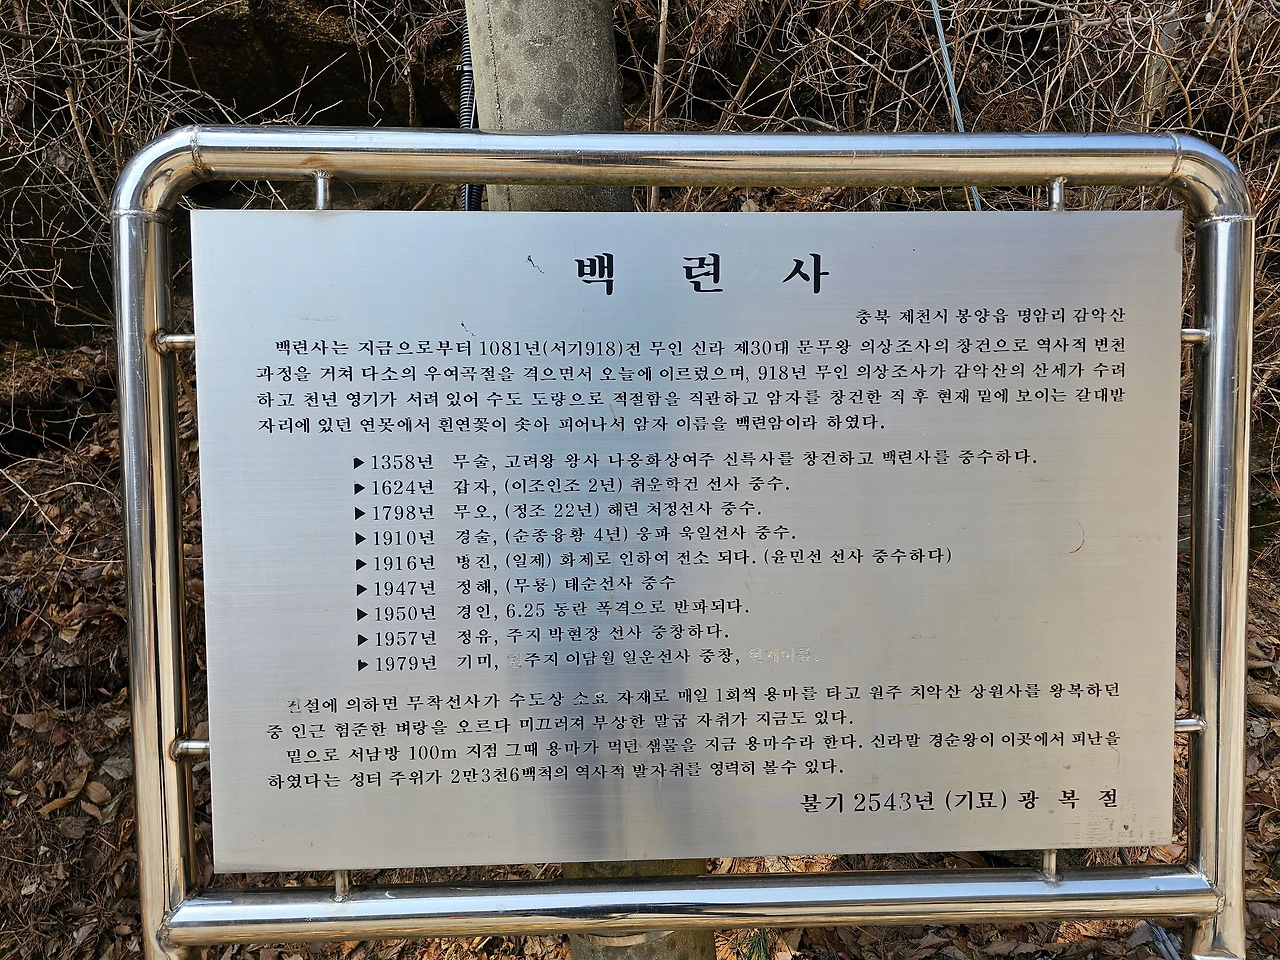 백 련 사
충북 제천시 봉양읍 명암리 감악산
백련사는 지금으로부터 1081년(서기918)전 무인 신라 제30대 문무왕 의상조사의 창건으로 역사적 변천
과정을 거쳐 다소의 우여곡절을 격으면서 오늘에 이르렀으며, 918년 무인 의상조사가 감악산의 산세가 수려
하고 천년 영기가 서려 있어 수도 도량으로 적절함을 직관하고 암자를 창건한 직후 현재 밑에 보이는 갈대밭
자리에 있던 연못에서 흰연꽃이 솟아 피어나서 암자 이름을 백련암이라 하였다.
▶1358년 무술, 고려왕 왕사 나옹화상여주 신륵사를 창건하고 백련사를 중수하다.
▶1624년 갑자, (이조인조 2년) 취운학건 선사 중수.
▶1798년 무오, (정조 22년) 해련 처정선사 중수.
▶1910년 경술, (순종융황 4년) 응파 욱일선사 중수.
▶1916년 병진, (일제) 화제로 인하여 전소 되다. (윤민선 선사 중수하다)
▶1947년 정해, (무룡) 태순선사 중수
▶1950년 경인, 6.25 동란 폭격으로 반파되다.
▶1957년 정유, 주지 박현장 선사 중창하다.
▶1979년 기미, 현주지 이담월 일운선사 중창,
전설에 의하면 무착선사가 수도상 소요 자재로 매일 1회씩 용마를 타고 원주 치악산 상원사를 왕복하던
중 인근 험준한 벼랑을 오르다 미끄러져 부상한 말굽 자취가 지금도 있다.
밑으로 서남방 100m 지점 그때 용마가 먹던 샘물을 지금 용마수라 한다. 신라말 경순왕이 이곳에서 피난을
하였다는 성터 주위가 2만3천6백척의 역사적 발자취를 영력히 볼수 있다.
불기 2543년 (기묘) 광 복 절